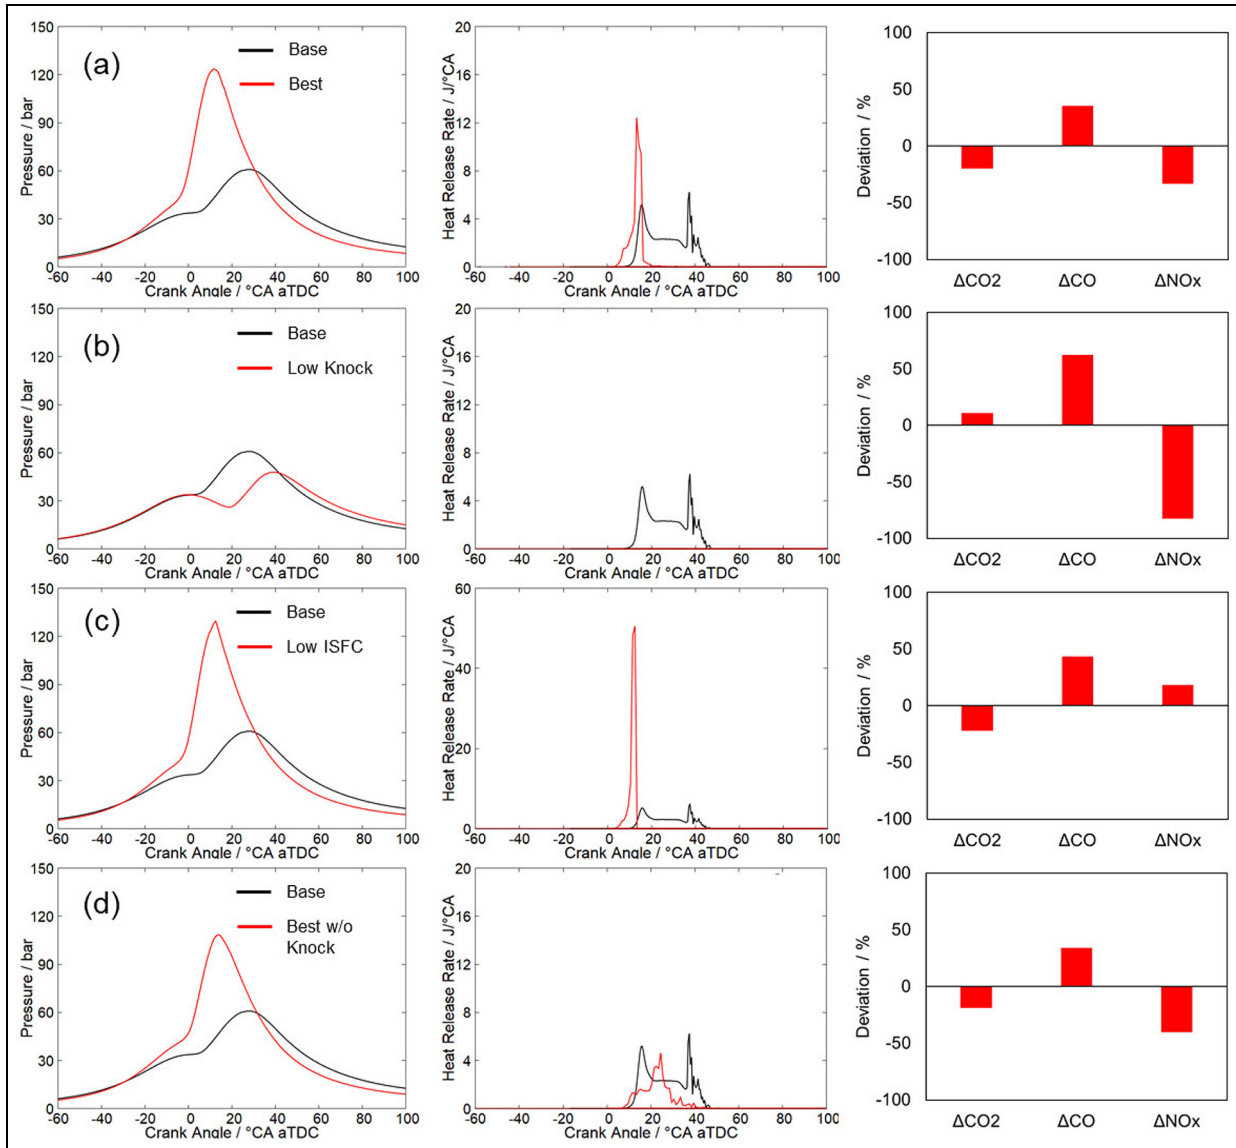 (a)
Base
Best
Pressure / bar
150
120
90
60
30
0
-60 -40 -20 0 20 40 60 80 100
Crank Angle / °CA aTDC
Heat Release Rate / J/°CA
20
16
12
8
4
0
-60 -40 -20 0 20 40 60 80 100
Crank Angle / °CA aTDC
Deviation / %
100
50
0
-50
-100
ΔCO2 ΔCO ΔNOx
(b)
Base
Low Knock
Pressure / bar
150
120
90
60
30
0
-60 -40 -20 0 20 40 60 80 100
Crank Angle / °CA aTDC
Heat Release Rate / J/°CA
20
16
12
8
4
0
-60 -40 -20 0 20 40 60 80 100
Crank Angle / °CA aTDC
Deviation / %
100
50
0
-50
-100
ΔCO2 ΔCO ΔNOx
(c)
Base
Low ISFC
Pressure / bar
150
120
90
60
30
0
-60 -40 -20 0 20 40 60 80 100
Crank Angle / °CA aTDC
Heat Release Rate / J/°CA
60
40
20
0
-60 -40 -20 0 20 40 60 80 100
Crank Angle / °CA aTDC
Deviation / %
100
50
0
-50
-100
ΔCO2 ΔCO ΔNOx
(d)
Base
Best w/o
Knock
Pressure / bar
150
120
90
60
30
0
-60 -40 -20 0 20 40 60 80 100
Crank Angle / °CA aTDC
Heat Release Rate / J/°CA
20
16
12
8
4
0
-60 -40 -20 0 20 40 60 80 100
Crank Angle / °CA aTDC
Deviation / %
100
50
0
-50
-100
ΔCO2 ΔCO ΔNOx